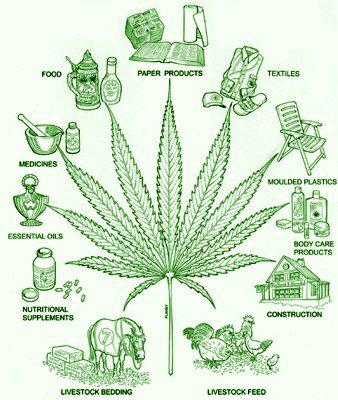 PAPER PRODUCTS
FOOD
TEXTILES
MEDICINES
MOULDED PLASTICS
ESSENTIAL OILS
BODY CARE
PRODUCTS
NUTRITIONAL
SUPPLEMENTS
CONSTRUCTION
LIVESTOCK BEDDING
LIVESTOCK FEED